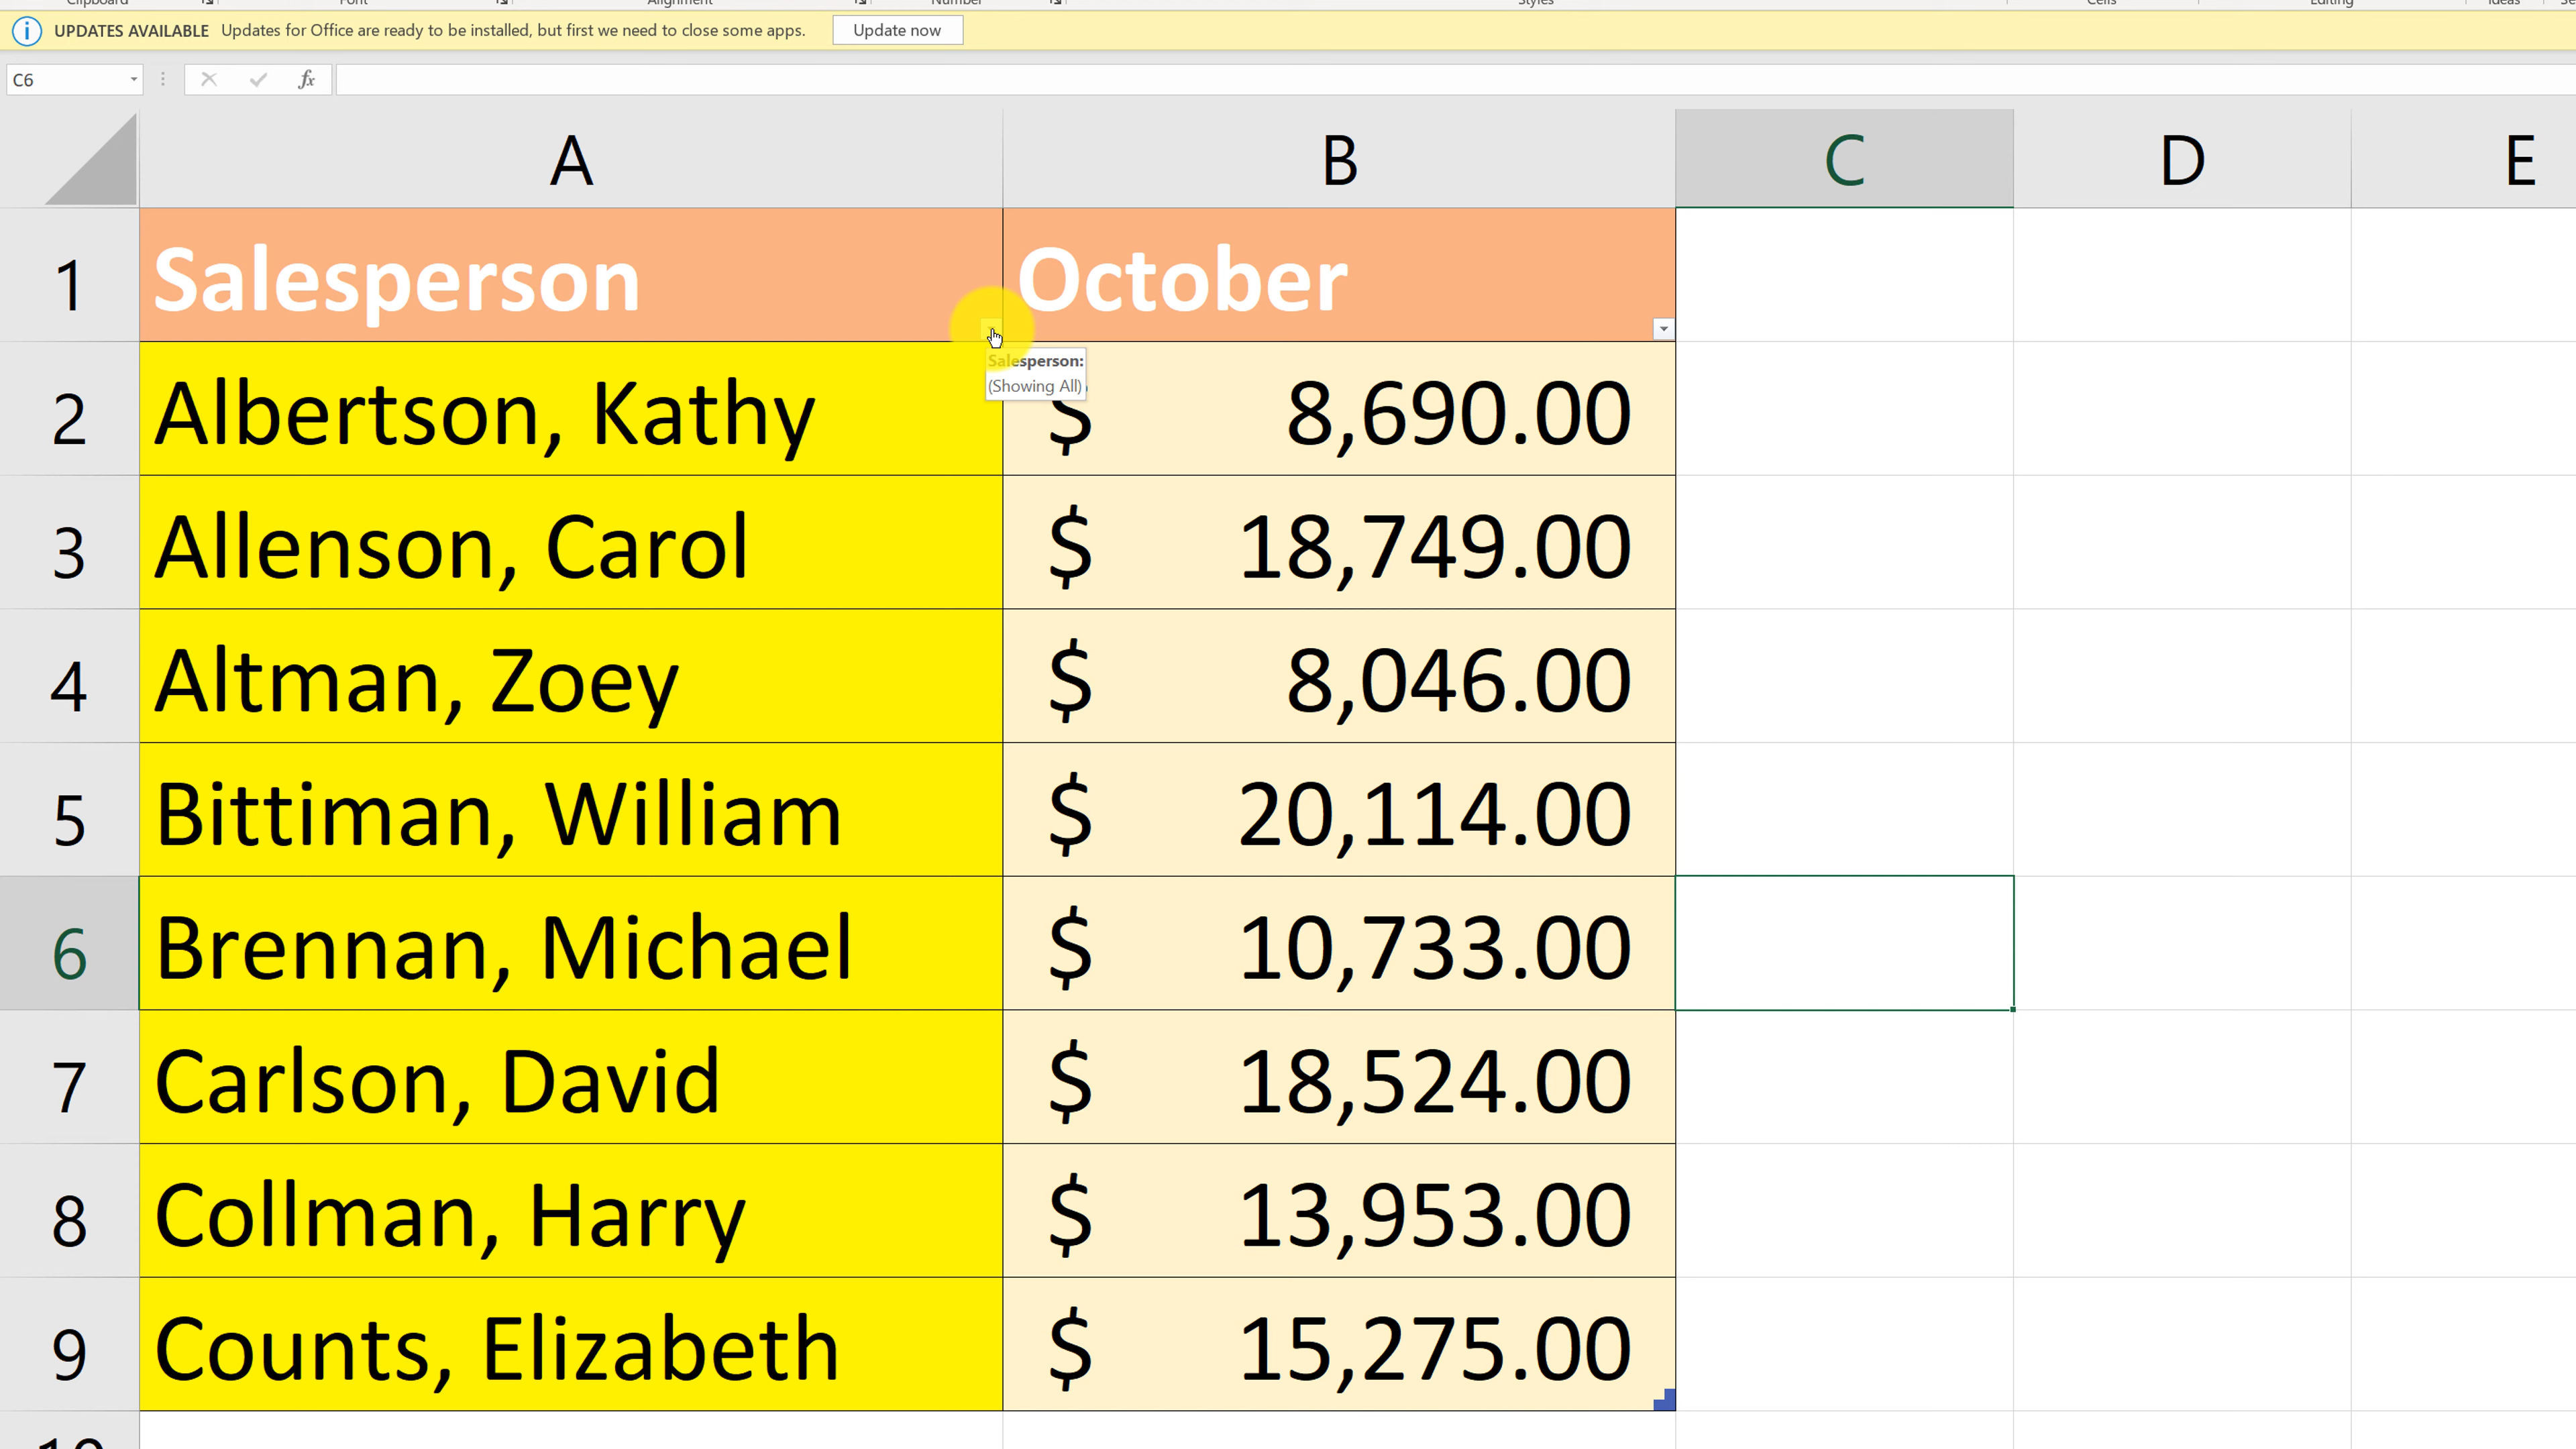 Clipboard Font Alignment Number Styles Cells Editing Ideas
UPDATES AVAILABLE Updates for Office are ready to be installed, but first we need to close some apps. Update now
C6 fx
A B C D E
1 Salesperson October
Salesperson:
(Showing All)
2 Albertson, Kathy $ 8,690.00
3 Allenson, Carol $ 18,749.00
4 Altman, Zoey $ 8,046.00
5 Bittiman, William $ 20,114.00
6 Brennan, Michael $ 10,733.00
7 Carlson, David $ 18,524.00
8 Collman, Harry $ 13,953.00
9 Counts, Elizabeth $ 15,275.00
10